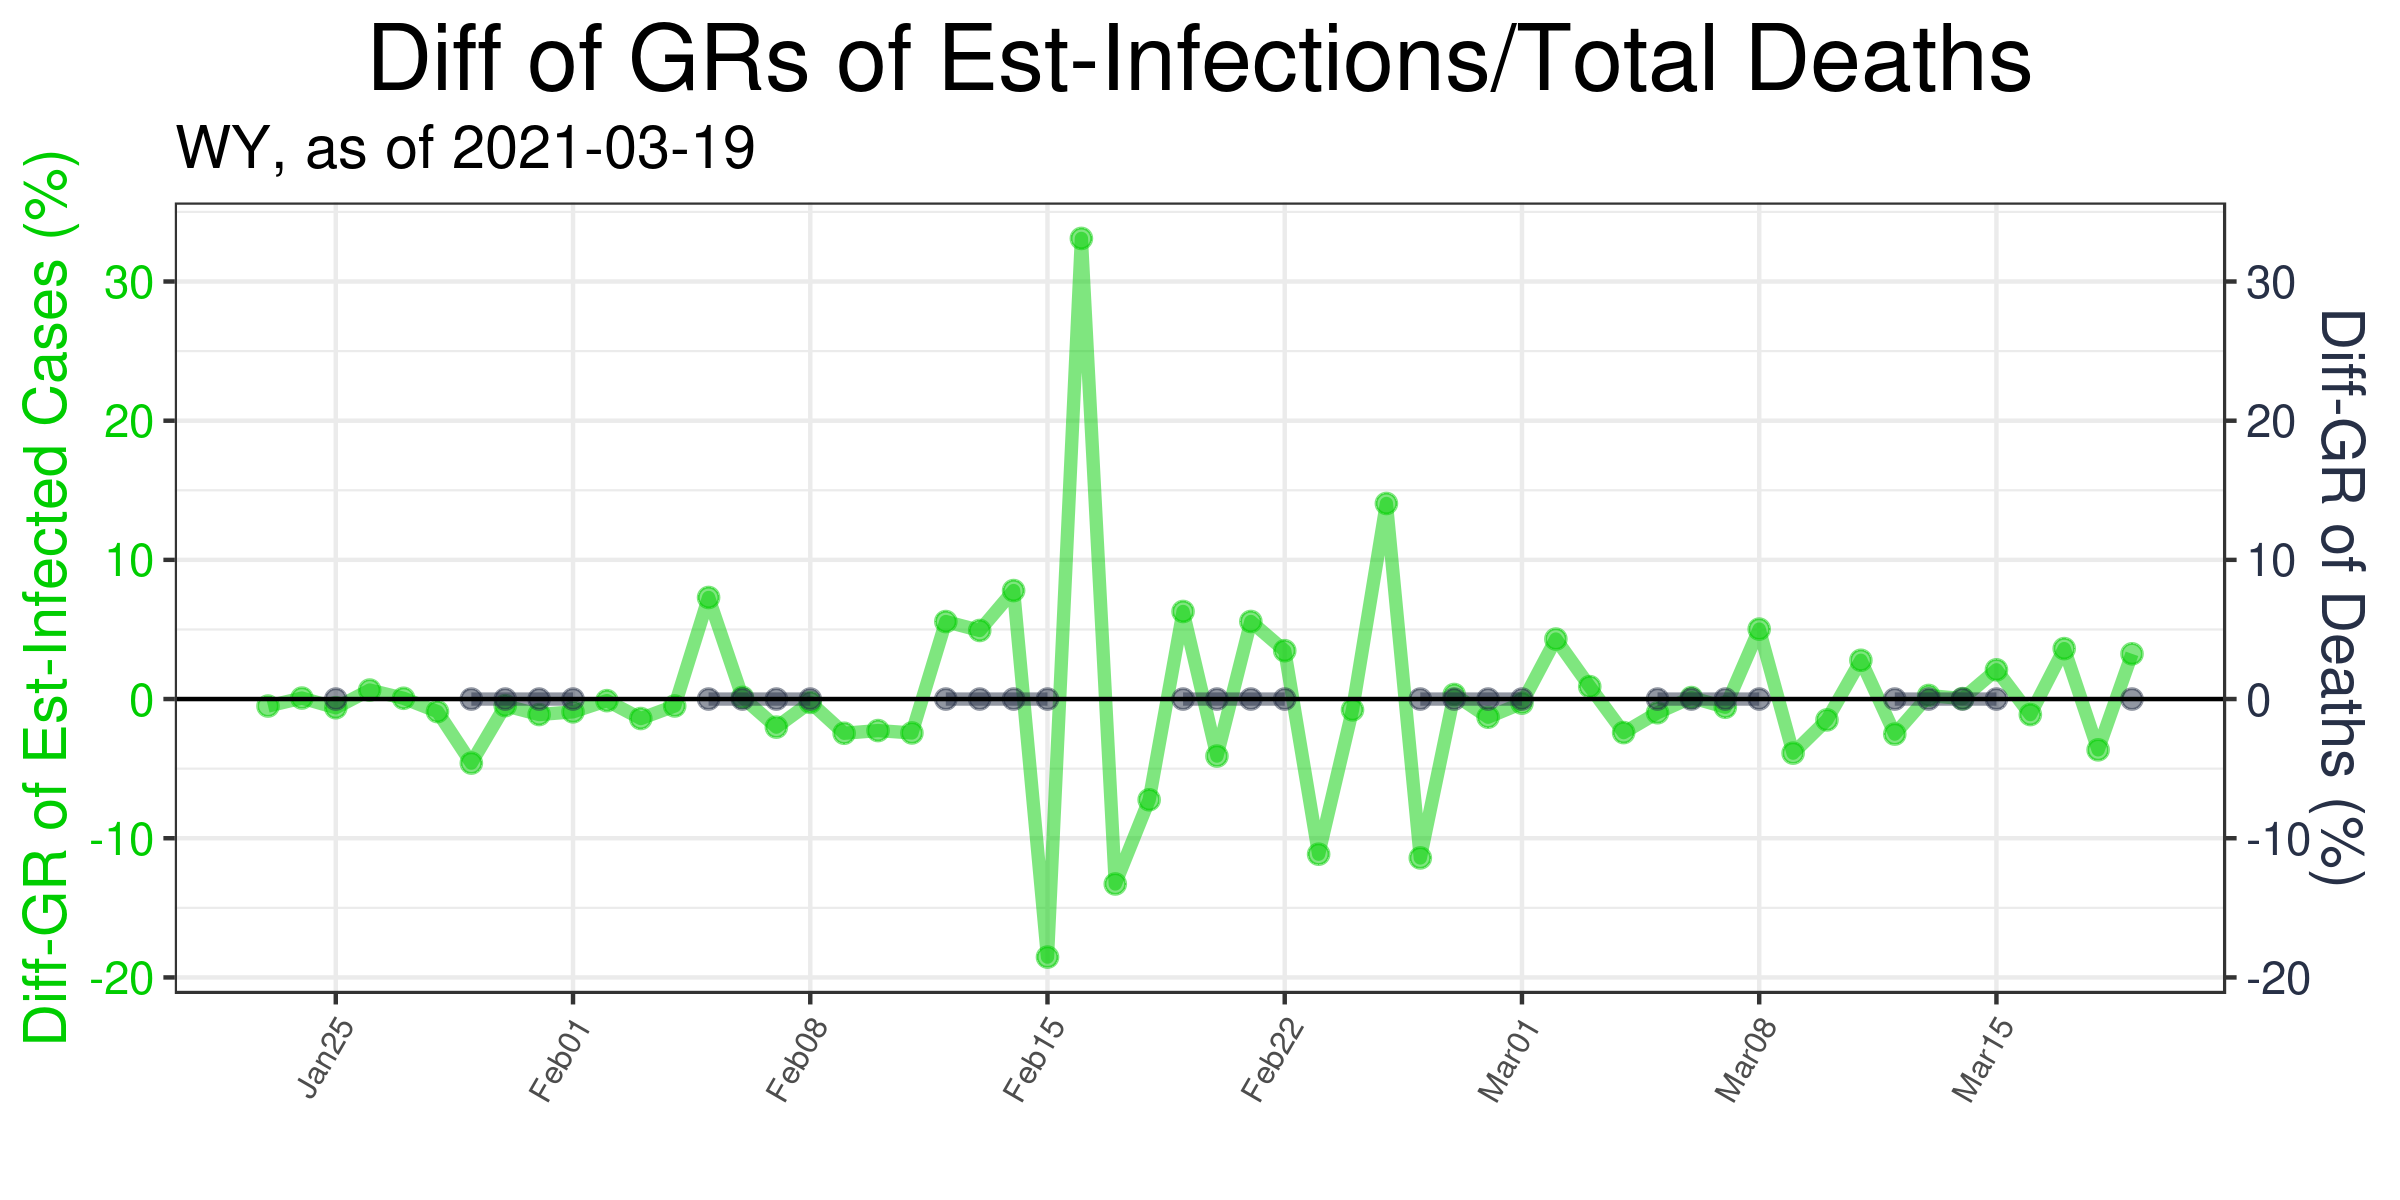 Diff of GRs of Est-Infections/Total Deaths
WY, as of 2021-03-19
Diff-GR of Est-Infected Cases (%)
30
20
10
0
-10
-20
30
20
10
0
-10
-20
Diff-GR of Deaths (%)
Jan25
Feb01
Feb08
Feb15
Feb22
Mar01
Mar08
Mar15